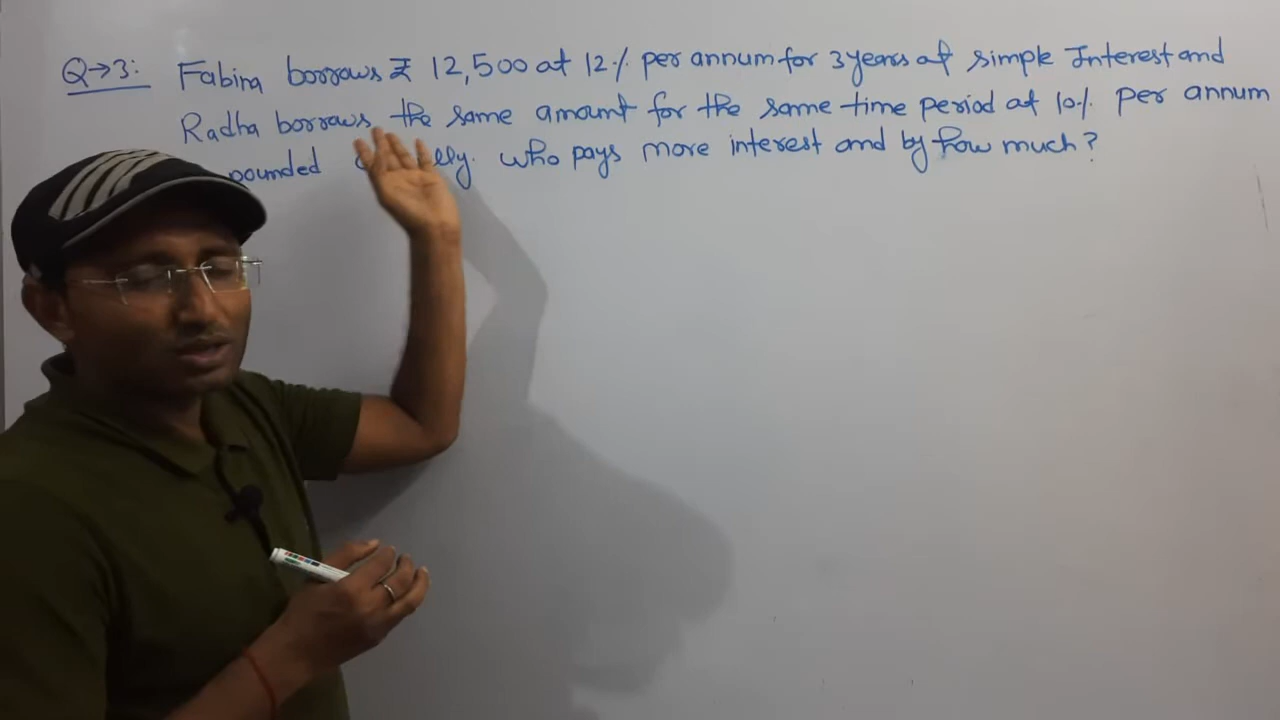 Q→3: Fabina borrows ₹ 12,500 at 12% per annum for 3 years at simple Interest and
Radha borrows the same amount for the same time period at 10% per annum
pounded who pays more interest and by how much?